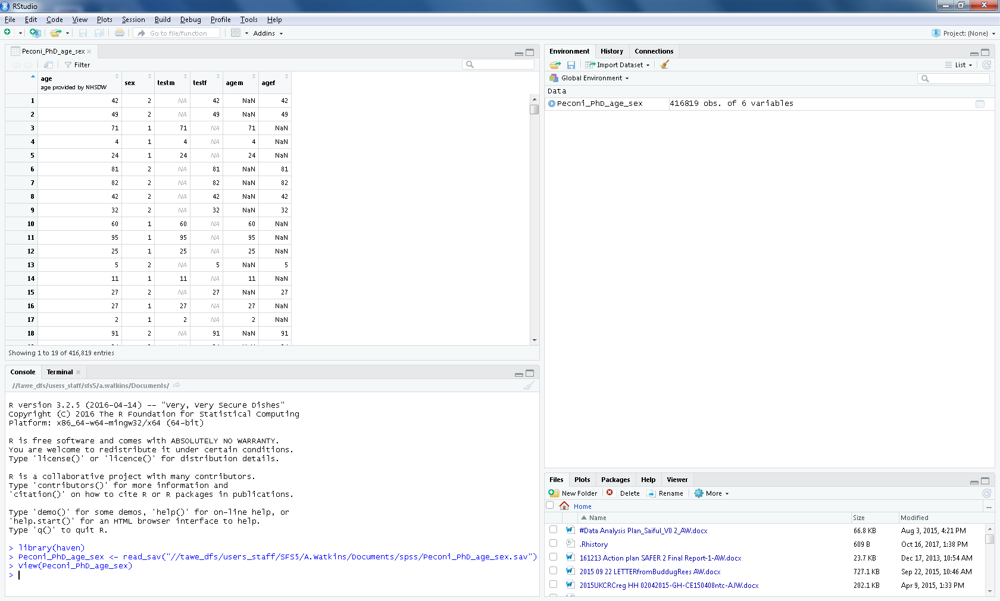 RStudio
File Edit Code View Plots Session Build Debug Profile Tools Help
Go to file/function Addins Project: (None)
Peconi_PhD_age_sex
Filter
age sex testm testf agem agef
age provided by NHSDW
1 42 2 NA 42 NaN 42
2 49 2 NA 49 NaN 49
3 71 1 71 NA 71 NaN
4 4 1 4 NA 4 NaN
5 24 1 24 NA 24 NaN
6 81 2 NA 81 NaN 81
7 82 2 NA 82 NaN 82
8 42 2 NA 42 NaN 42
9 32 2 NA 32 NaN 32
10 60 1 60 NA 60 NaN
11 95 1 95 NA 95 NaN
12 25 1 25 NA 25 NaN
13 5 2 NA 5 NaN 5
14 11 1 11 NA 11 NaN
15 27 2 NA 27 NaN 27
16 27 1 27 NA 27 NaN
17 2 1 2 NA 2 NaN
18 91 2 NA 91 NaN 91
Showing 1 to 19 of 416,819 entries
Console Terminal
//tawe_dfs/users_staff/sfs5/a.watkins/Documents/
R version 3.2.5 (2016-04-14) -- "Very, Very Secure Dishes"
Copyright (C) 2016 The R Foundation for Statistical Computing
Platform: x86_64-w64-mingw32/x64 (64-bit)
R is free software and comes with ABSOLUTELY NO WARRANTY.
You are welcome to redistribute it under certain conditions.
Type 'license()' or 'licence()' for distribution details.
R is a collaborative project with many contributors.
Type 'contributors()' for more information and
'citation()' on how to cite R or R packages in publications.
Type 'demo()' for some demos, 'help()' for on-line help, or
'help.start()' for an HTML browser interface to help.
Type 'q()' to quit R.
> library(haven)
> Peconi_PhD_age_sex <- read_sav("//tawe_dfs/users_staff/SFS5/A.Watkins/Documents/spss/Peconi_PhD_age_sex.sav")
> View(Peconi_PhD_age_sex)
>
Environment History Connections
Import Dataset List
Global Environment
Data
Peconi_PhD_age_sex 416819 obs. of 6 variables
Files Plots Packages Help Viewer
New Folder Delete Rename More
Home ...
Name Size Modified
#Data Analysis Plan_Saiful_V0 2_AW.docx 66.8 KB Aug 3, 2015, 4:21 PM
.Rhistory 609 B Oct 16, 2017, 1:38 PM
161213 Action plan SAFER 2 Final Report-1-AW.docx 23.7 KB Dec 17, 2013, 10:54 AM
2015 09 22 LETTERfromBuddugRees AW.docx 727.1 KB Sep 22, 2015, 10:46 AM
2015UKCRCreg HH 02042015-GH-CE150408ntc-AJW.docx 202.1 KB Apr 9, 2015, 1:33 PM